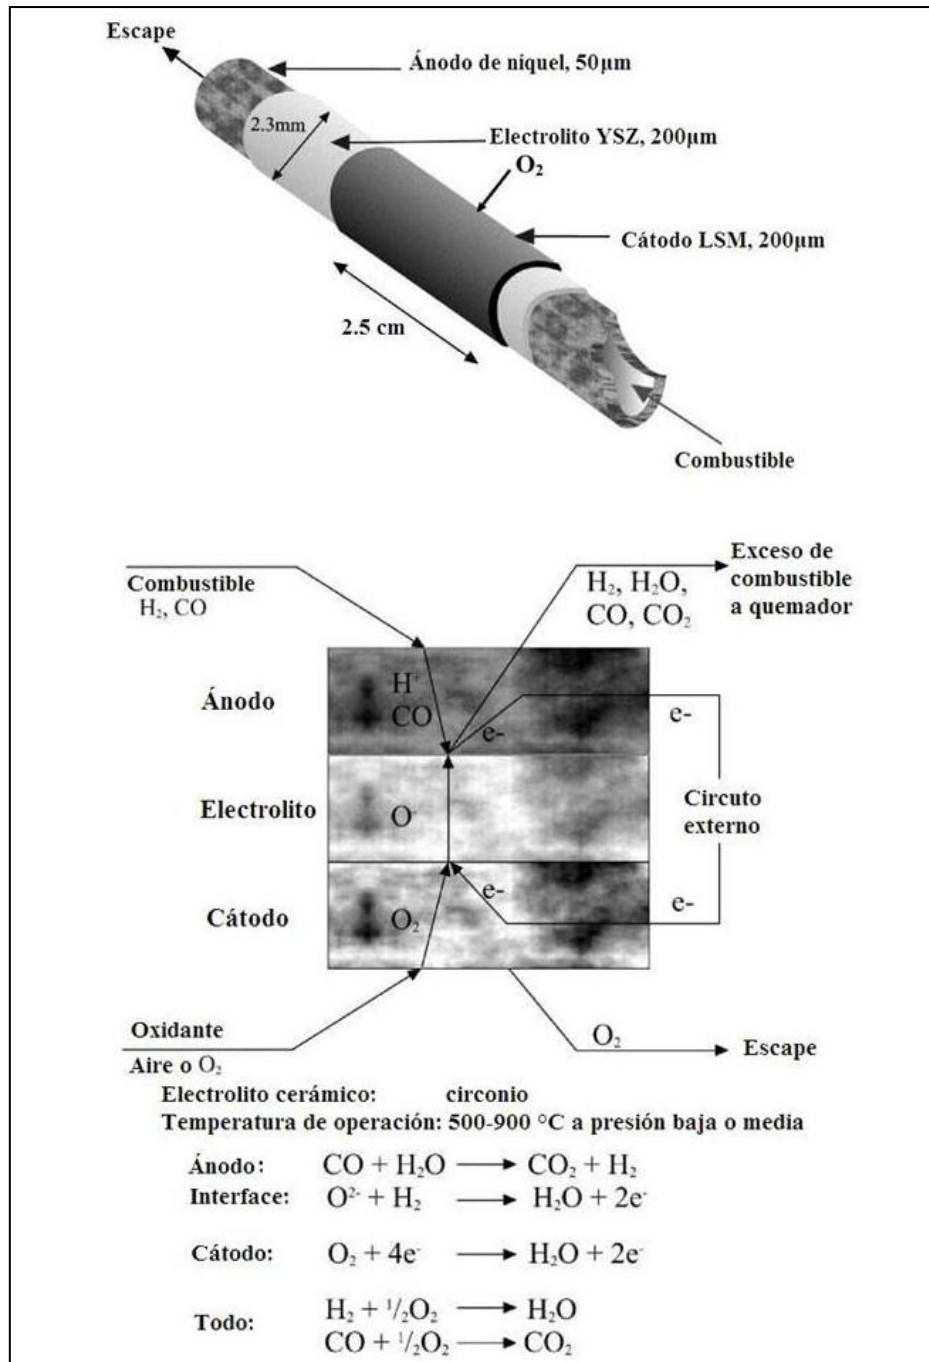 Escape
Ánodo de níquel, 50µm
2.3mm
Electrolito YSZ, 200µm
O₂
Cátodo LSM, 200µm
2.5 cm
Combustible
Combustible
H₂, CO
H₂, H₂O,
CO, CO₂
Exceso de
combustible
a quemador
Ánodo
H⁺
CO
e-
e-
Electrolito
O⁻
Circuto
externo
Cátodo
O₂
e-
e-
Oxidante
Aire o O₂
O₂
Escape
Electrolito cerámico: circonio
Temperatura de operación: 500-900 °C a presión baja o media
Ánodo: CO + H₂O → CO₂ + H₂
Interface: O²⁻ + H₂ → H₂O + 2e⁻
Cátodo: O₂ + 4e⁻ → H₂O + 2e⁻
Todo:
H₂ + ¹/₂O₂ → H₂O
CO + ¹/₂O₂ → CO₂